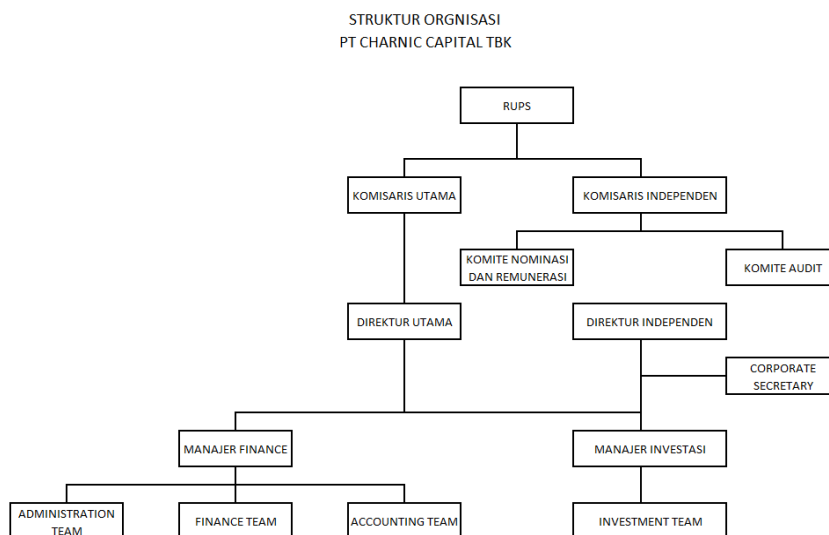 STRUKTUR ORGNISASI
PT CHARNIC CAPITAL TBK
RUPS
KOMISARIS UTAMA
KOMISARIS INDEPENDEN
KOMITE NOMINASI
DAN REMUNERASI
KOMITE AUDIT
DIREKTUR UTAMA
DIREKTUR INDEPENDEN
CORPORATE
SECRETARY
MANAJER FINANCE
MANAJER INVESTASI
ADMINISTRATION
TEAM
FINANCE TEAM
ACCOUNTING TEAM
INVESTMENT TEAM